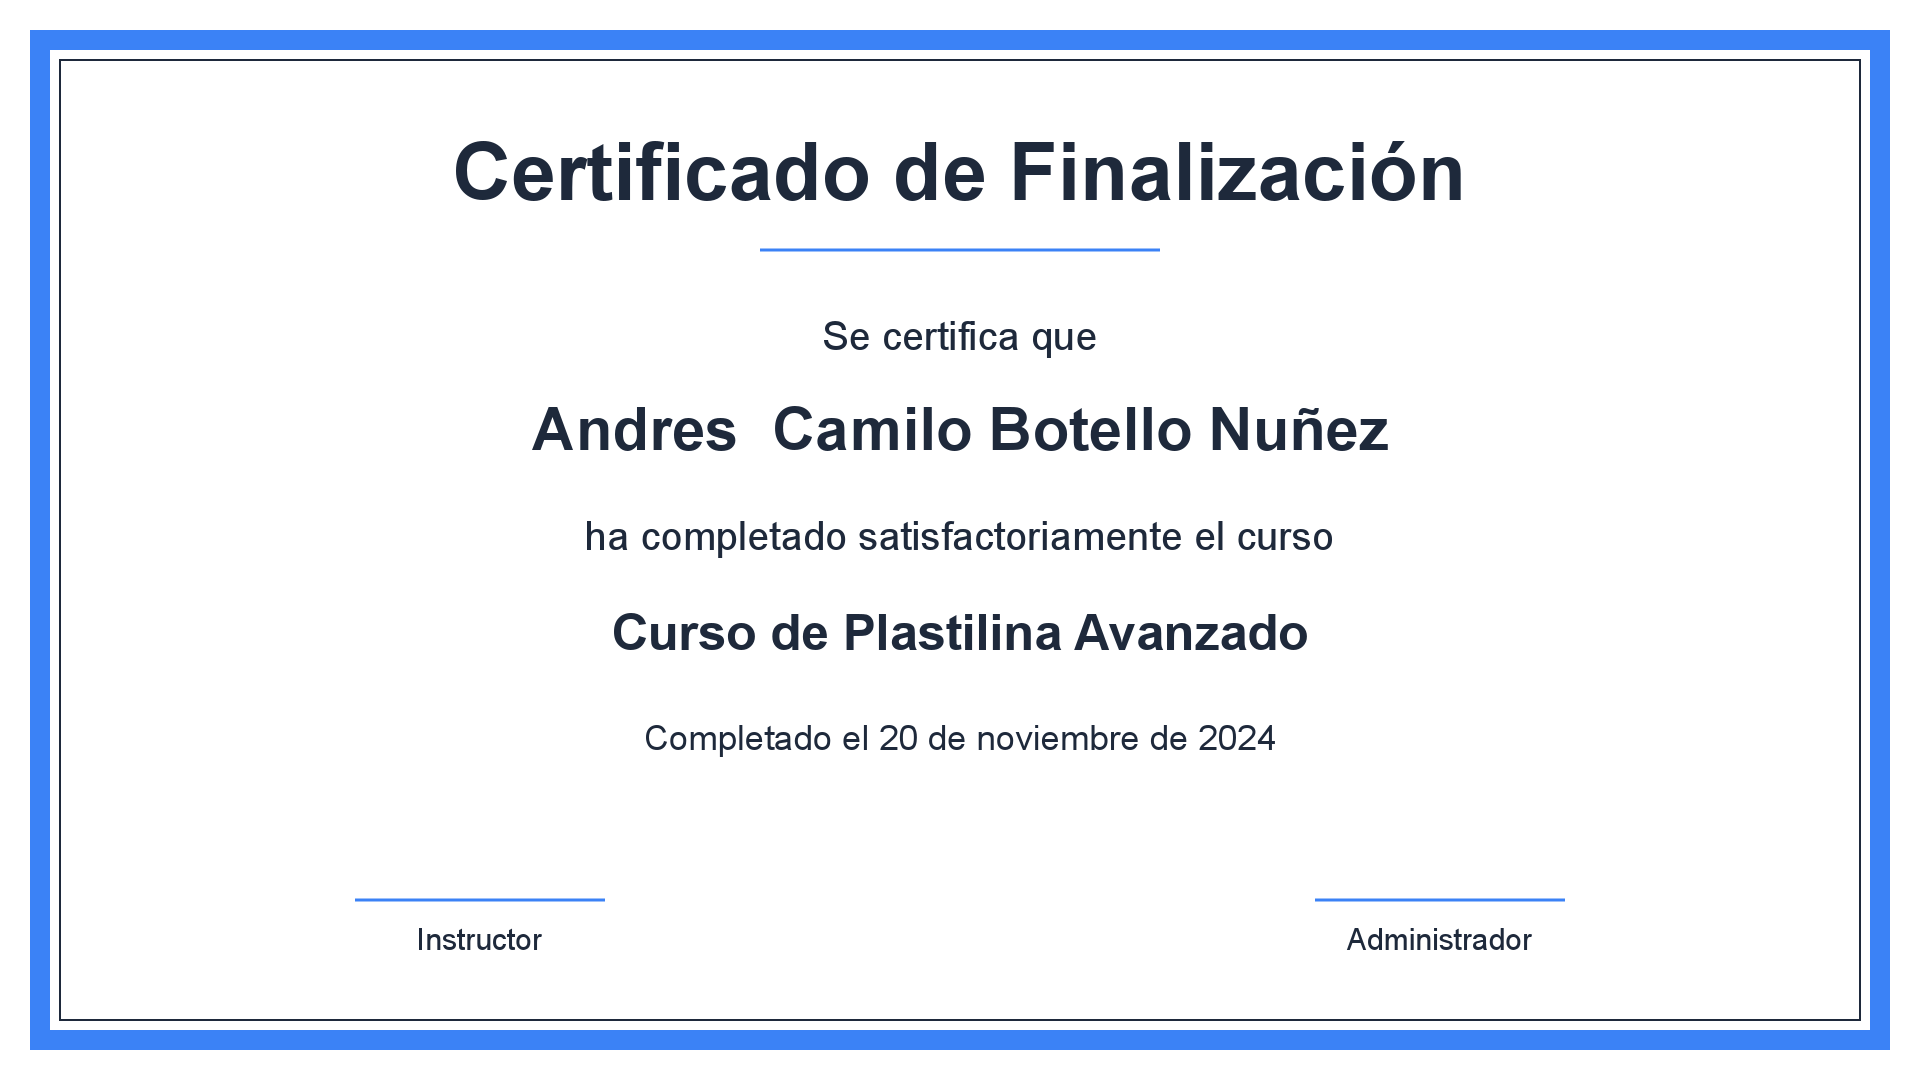 Certificado de Finalización
Se certifica que
Andres  Camilo Botello Nuñez
ha completado satisfactoriamente el curso
Curso de Plastilina Avanzado
Completado el 20 de noviembre de 2024
Instructor
Administrador